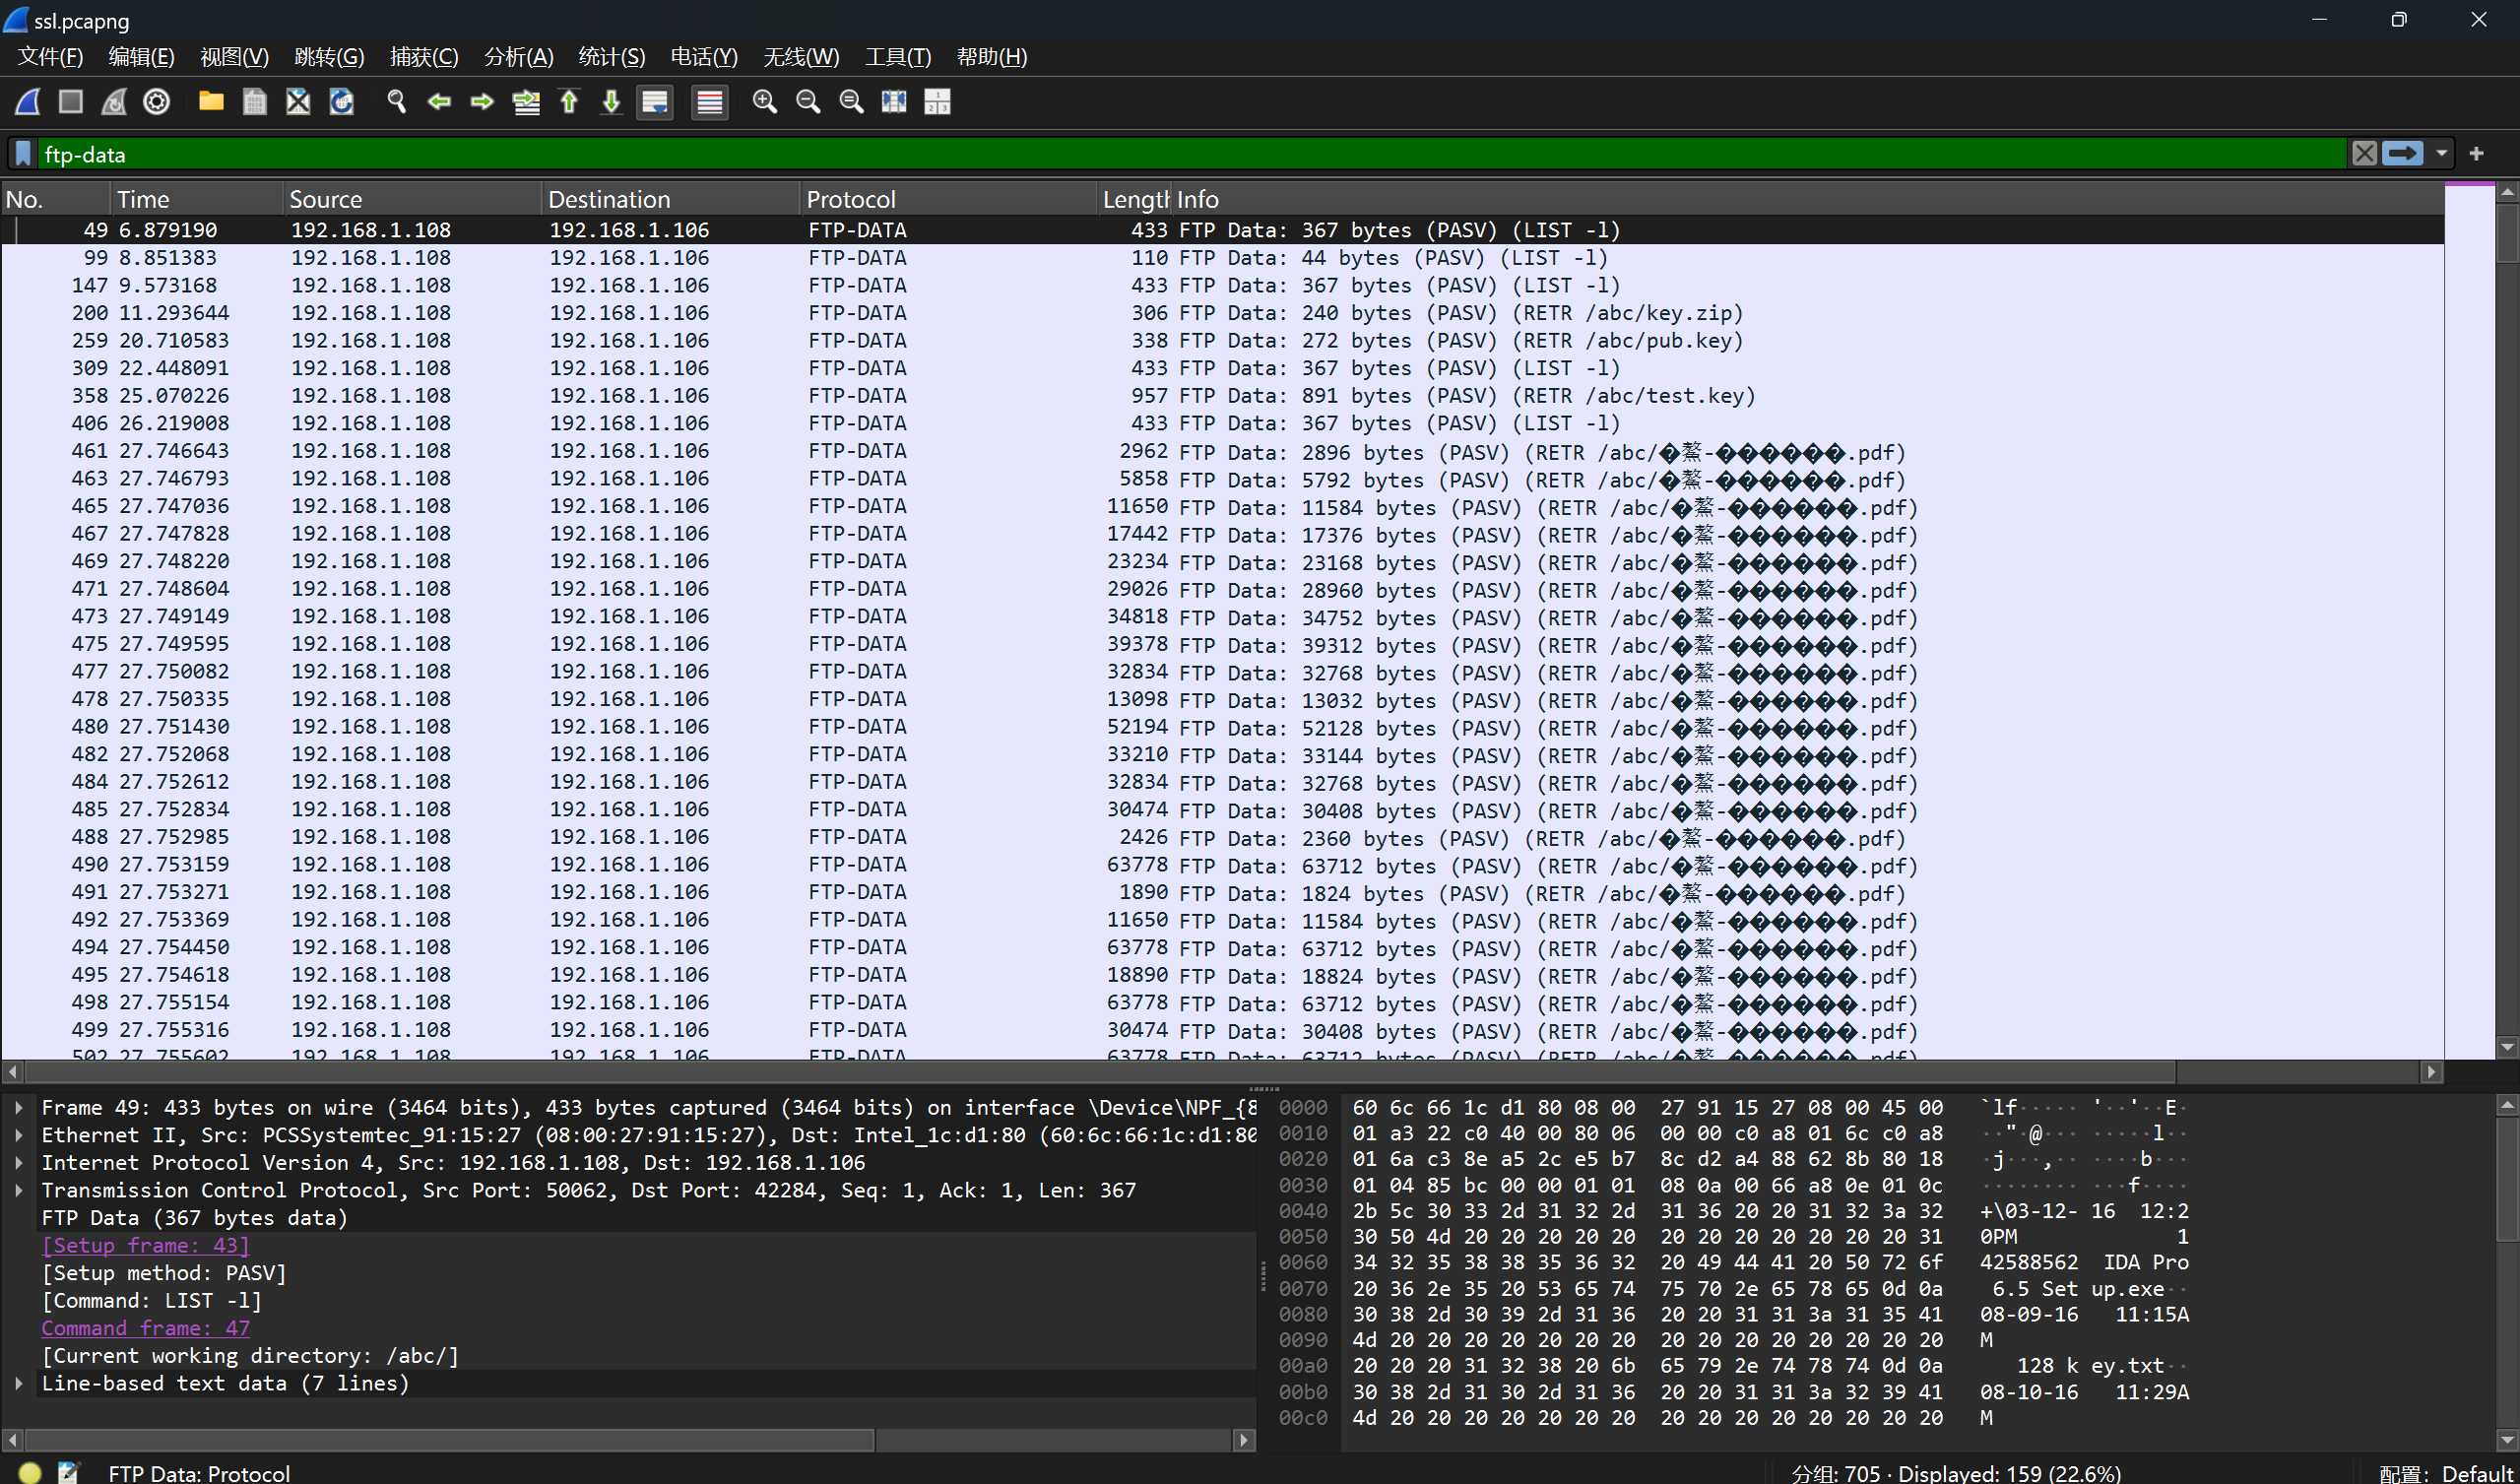 ssl.pcapng
文件(F) 编辑(E) 视图(V) 跳转(G) 捕获(C) 分析(A) 统计(S) 电话(Y) 无线(W) 工具(T) 帮助(H)
ftp-data
No. Time Source Destination Protocol Length Info
49 6.879190 192.168.1.108 192.168.1.106 FTP-DATA 433 FTP Data: 367 bytes (PASV) (LIST -l)
99 8.851383 192.168.1.108 192.168.1.106 FTP-DATA 110 FTP Data: 44 bytes (PASV) (LIST -l)
147 9.573168 192.168.1.108 192.168.1.106 FTP-DATA 433 FTP Data: 367 bytes (PASV) (LIST -l)
200 11.293644 192.168.1.108 192.168.1.106 FTP-DATA 306 FTP Data: 240 bytes (PASV) (RETR /abc/key.zip)
259 20.710583 192.168.1.108 192.168.1.106 FTP-DATA 338 FTP Data: 272 bytes (PASV) (RETR /abc/pub.key)
309 22.448091 192.168.1.108 192.168.1.106 FTP-DATA 433 FTP Data: 367 bytes (PASV) (LIST -l)
358 25.070226 192.168.1.108 192.168.1.106 FTP-DATA 957 FTP Data: 891 bytes (PASV) (RETR /abc/test.key)
406 26.219008 192.168.1.108 192.168.1.106 FTP-DATA 433 FTP Data: 367 bytes (PASV) (LIST -l)
461 27.746643 192.168.1.108 192.168.1.106 FTP-DATA 2962 FTP Data: 2896 bytes (PASV) (RETR /abc/�鰲-������.pdf)
463 27.746793 192.168.1.108 192.168.1.106 FTP-DATA 5858 FTP Data: 5792 bytes (PASV) (RETR /abc/�鰲-������.pdf)
465 27.747036 192.168.1.108 192.168.1.106 FTP-DATA 11650 FTP Data: 11584 bytes (PASV) (RETR /abc/�鰲-������.pdf)
467 27.747828 192.168.1.108 192.168.1.106 FTP-DATA 17442 FTP Data: 17376 bytes (PASV) (RETR /abc/�鰲-������.pdf)
469 27.748220 192.168.1.108 192.168.1.106 FTP-DATA 23234 FTP Data: 23168 bytes (PASV) (RETR /abc/�鰲-������.pdf)
471 27.748604 192.168.1.108 192.168.1.106 FTP-DATA 29026 FTP Data: 28960 bytes (PASV) (RETR /abc/�鰲-������.pdf)
473 27.749149 192.168.1.108 192.168.1.106 FTP-DATA 34818 FTP Data: 34752 bytes (PASV) (RETR /abc/�鰲-������.pdf)
475 27.749595 192.168.1.108 192.168.1.106 FTP-DATA 39378 FTP Data: 39312 bytes (PASV) (RETR /abc/�鰲-������.pdf)
477 27.750082 192.168.1.108 192.168.1.106 FTP-DATA 32834 FTP Data: 32768 bytes (PASV) (RETR /abc/�鰲-������.pdf)
478 27.750335 192.168.1.108 192.168.1.106 FTP-DATA 13098 FTP Data: 13032 bytes (PASV) (RETR /abc/�鰲-������.pdf)
480 27.751430 192.168.1.108 192.168.1.106 FTP-DATA 52194 FTP Data: 52128 bytes (PASV) (RETR /abc/�鰲-������.pdf)
482 27.752068 192.168.1.108 192.168.1.106 FTP-DATA 33210 FTP Data: 33144 bytes (PASV) (RETR /abc/�鰲-������.pdf)
484 27.752612 192.168.1.108 192.168.1.106 FTP-DATA 32834 FTP Data: 32768 bytes (PASV) (RETR /abc/�鰲-������.pdf)
485 27.752834 192.168.1.108 192.168.1.106 FTP-DATA 30474 FTP Data: 30408 bytes (PASV) (RETR /abc/�鰲-������.pdf)
488 27.752985 192.168.1.108 192.168.1.106 FTP-DATA 2426 FTP Data: 2360 bytes (PASV) (RETR /abc/�鰲-������.pdf)
490 27.753159 192.168.1.108 192.168.1.106 FTP-DATA 63778 FTP Data: 63712 bytes (PASV) (RETR /abc/�鰲-������.pdf)
491 27.753271 192.168.1.108 192.168.1.106 FTP-DATA 1890 FTP Data: 1824 bytes (PASV) (RETR /abc/�鰲-������.pdf)
492 27.753369 192.168.1.108 192.168.1.106 FTP-DATA 11650 FTP Data: 11584 bytes (PASV) (RETR /abc/�鰲-������.pdf)
494 27.754450 192.168.1.108 192.168.1.106 FTP-DATA 63778 FTP Data: 63712 bytes (PASV) (RETR /abc/�鰲-������.pdf)
495 27.754618 192.168.1.108 192.168.1.106 FTP-DATA 18890 FTP Data: 18824 bytes (PASV) (RETR /abc/�鰲-������.pdf)
498 27.755154 192.168.1.108 192.168.1.106 FTP-DATA 63778 FTP Data: 63712 bytes (PASV) (RETR /abc/�鰲-������.pdf)
499 27.755316 192.168.1.108 192.168.1.106 FTP-DATA 30474 FTP Data: 30408 bytes (PASV) (RETR /abc/�鰲-������.pdf)
502 27.755602 192.168.1.108 192.168.1.106 FTP-DATA 63778 FTP Data: 63712 bytes (PASV) (RETR /abc/�鰲-������.pdf)
Frame 49: 433 bytes on wire (3464 bits), 433 bytes captured (3464 bits) on interface \Device\NPF_{8
Ethernet II, Src: PCSSystemtec_91:15:27 (08:00:27:91:15:27), Dst: Intel_1c:d1:80 (60:6c:66:1c:d1:80
Internet Protocol Version 4, Src: 192.168.1.108, Dst: 192.168.1.106
Transmission Control Protocol, Src Port: 50062, Dst Port: 42284, Seq: 1, Ack: 1, Len: 367
FTP Data (367 bytes data)
[Setup frame: 43]
[Setup method: PASV]
[Command: LIST -l]
Command frame: 47
[Current working directory: /abc/]
Line-based text data (7 lines)
0000 60 6c 66 1c d1 80 08 00 27 91 15 27 08 00 45 00 `lf····· '··'··E·
0010 01 a3 22 c0 40 00 80 06 00 00 c0 a8 01 6c c0 a8 ··"·@··· ·····l··
0020 01 6a c3 8e a5 2c e5 b7 8c d2 a4 88 62 8b 80 18 ·j···,·· ····b···
0030 01 04 85 bc 00 00 01 01 08 0a 00 66 a8 0e 01 0c ········ ···f····
0040 2b 5c 30 33 2d 31 32 2d 31 36 20 20 31 32 3a 32 +\03-12- 16  12:2
0050 30 50 4d 20 20 20 20 20 20 20 20 20 20 20 20 31 0PM 1
0060 34 32 35 38 38 35 36 32 20 49 44 41 20 50 72 6f 42588562  IDA Pro
0070 20 36 2e 35 20 53 65 74 75 70 2e 65 78 65 0d 0a 6.5 Set up.exe··
0080 30 38 2d 30 39 2d 31 36 20 20 31 31 3a 31 35 41 08-09-16   11:15A
0090 4d 20 20 20 20 20 20 20 20 20 20 20 20 20 20 20 M
00a0 20 20 20 31 32 38 20 6b 65 79 2e 74 78 74 0d 0a 128 k ey.txt··
00b0 30 38 2d 31 30 2d 31 36 20 20 31 31 3a 32 39 41 08-10-16   11:29A
00c0 4d 20 20 20 20 20 20 20 20 20 20 20 20 20 20 20 M
FTP Data: Protocol 分组: 705 · Displayed: 159 (22.6%) 配置: Default